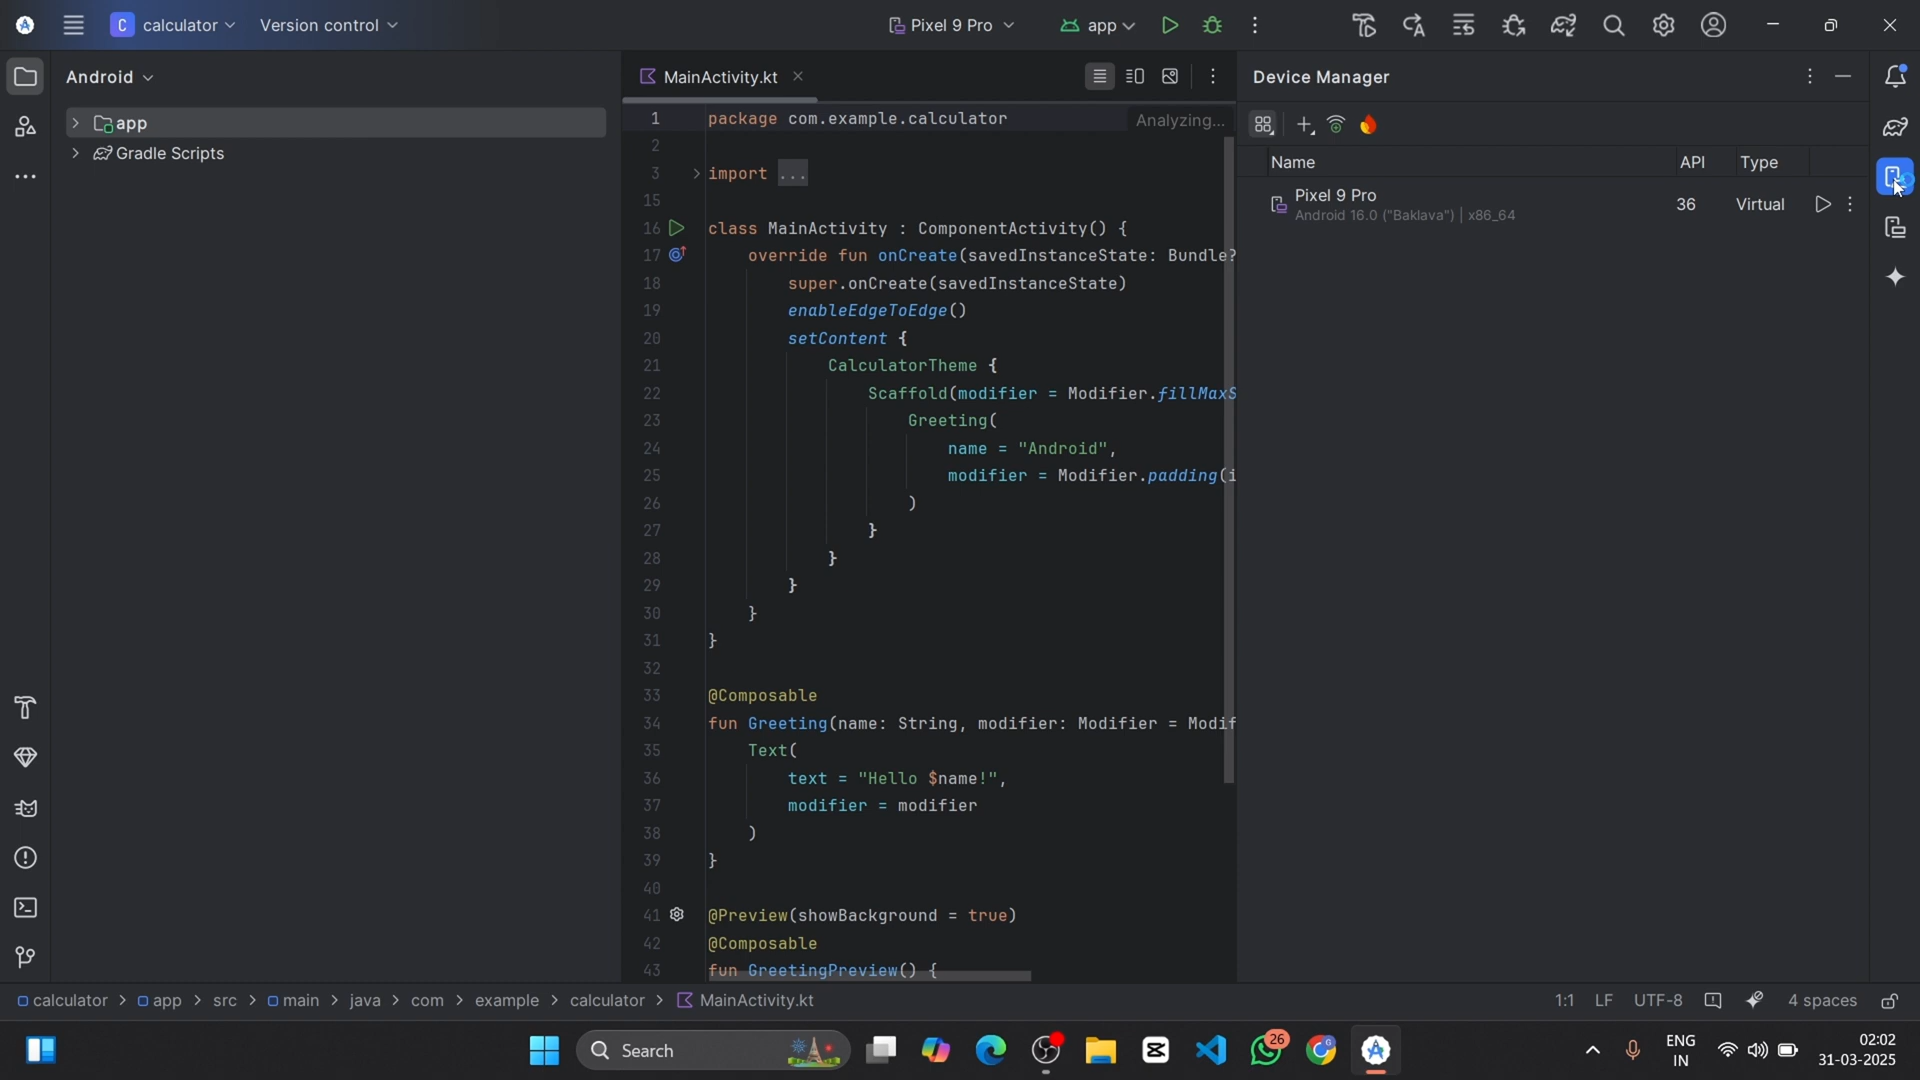 C calculator Version control Pixel 9 Pro app
Android
app
Gradle Scripts
MainActivity.kt
1 package com.example.calculator Analyzing...
2
3 import ...
15
16 class MainActivity : ComponentActivity() {
17 override fun onCreate(savedInstanceState: Bundle?
18 super.onCreate(savedInstanceState)
19 enableEdgeToEdge()
20 setContent {
21 CalculatorTheme {
22 Scaffold(modifier = Modifier.fillMaxS
23 Greeting(
24 name = "Android",
25 modifier = Modifier.padding(i
26 )
27 }
28 }
29 }
30 }
31 }
32
33 @Composable
34 fun Greeting(name: String, modifier: Modifier = Modif
35 Text(
36 text = "Hello $name!",
37 modifier = modifier
38 )
39 }
40
41 @Preview(showBackground = true)
42 @Composable
43 fun GreetingPreview() {
Device Manager
Name API Type
Pixel 9 Pro
Android 16.0 ("Baklava") | x86_64
36 Virtual
calculator > app > src > main > java > com > example > calculator > MainActivity.kt
1:1 LF UTF-8 4 spaces
Search
26
ENG
IN
02:02
31-03-2025